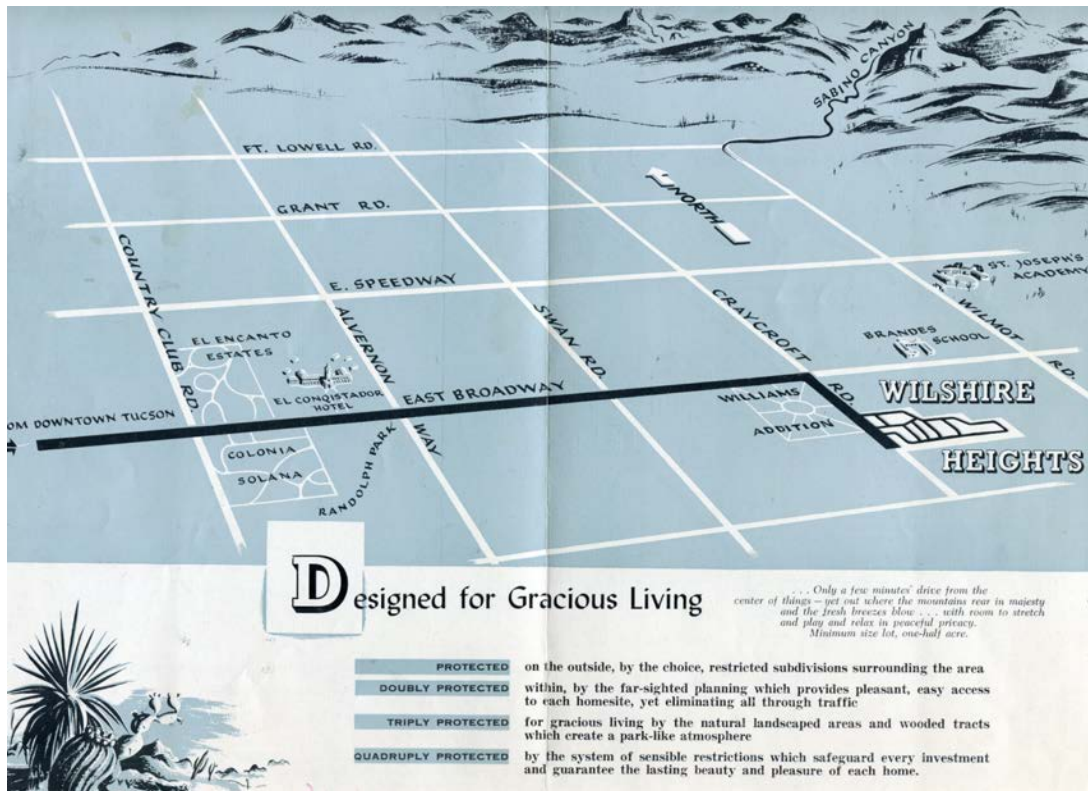 SABINO CANYON
FT. LOWELL RD.
NORTH
GRANT RD.
COUNTRY CLUB RD.
E. SPEEDWAY
ST. JOSEPH'S
ACADEMY
ALVERNON
WAY
SWAN RD.
CRAYCROFT
RD.
WILMOT
RD.
BRANDES
SCHOOL
EL ENCANTO
ESTATES
EL CONQISTADOR
HOTEL
EAST BROADWAY
OM DOWNTOWN TUCSON
WILLIAMS
ADDITION
WILSHIRE
HEIGHTS
COLONIA
SOLANA
RANDOLPH PARK
Designed for Gracious Living
. . . Only a few minutes' drive from the
center of things — yet out where the mountains rear in majesty
and the fresh breezes blow . . . with room to stretch
and play and relax in peaceful privacy.
Minimum size lot, one-half acre.
PROTECTED on the outside, by the choice, restricted subdivisions surrounding the area
DOUBLY PROTECTED within, by the far-sighted planning which provides pleasant, easy access
to each homesite, yet eliminating all through traffic
TRIPLY PROTECTED for gracious living by the natural landscaped areas and wooded tracts
which create a park-like atmosphere
QUADRUPLY PROTECTED by the system of sensible restrictions which safeguard every investment
and guarantee the lasting beauty and pleasure of each home.